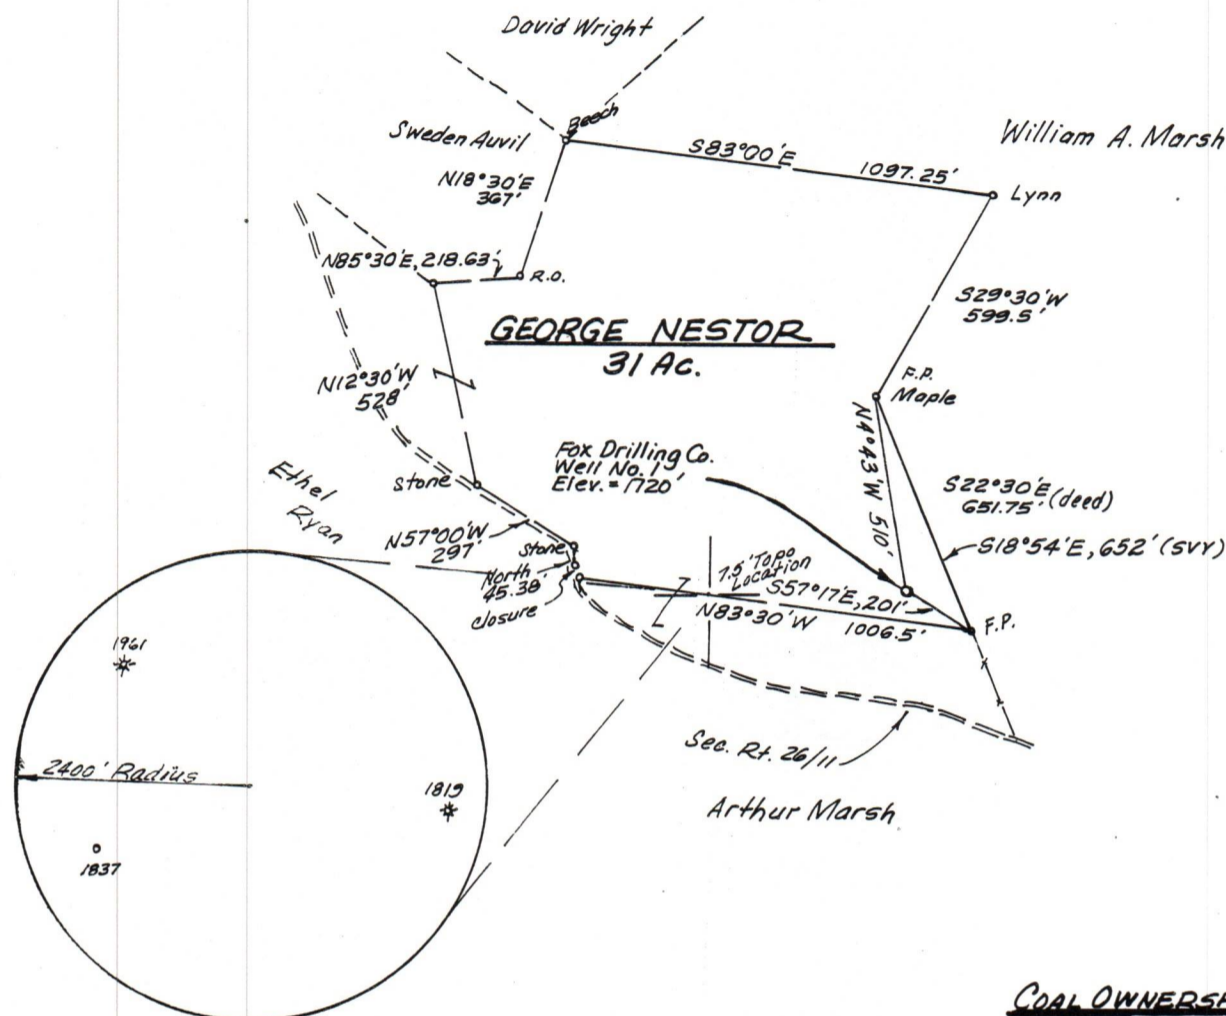 David Wright
Beech
Sweden Auvil
William A. Marsh
S83°00'E
1097.25'
N18°30'E
367'
Lynn
N85°30'E, 218.63'
R.O.
S29°30'W
599.5'
GEORGE NESTOR
31 Ac.
N12°30'W
528'
F.P.
Maple
Fox Drilling Co.
Well No. 1
Elev. = 1720'
N4°43'W 510'
Ethel
Ryan
stone
S22°30'E (deed)
651.75'
N57°00'W
297'
Stone
S18°54'E, 652' (SVY)
North
45.38'
closure
7.5' Topo
Location
S57°17'E, 201'
N83°30'W
1006.5'
F.P.
1961
Sec. Rt. 26/11
2400' Radius
1819
Arthur Marsh
1837